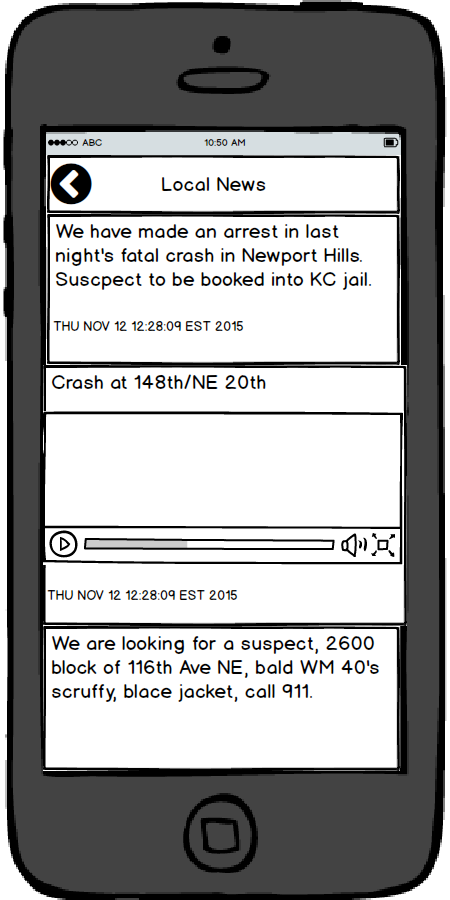 ABC 10:50 AM
Local News
We have made an arrest in last
night's fatal crash in Newport Hills.
Suscpect to be booked into KC jail.
THU NOV 12 12:28:09 EST 2015
Crash at 148th/NE 20th
THU NOV 12 12:28:09 EST 2015
We are looking for a suspect, 2600
block of 116th Ave NE, bald WM 40's
scruffy, blace jacket, call 911.